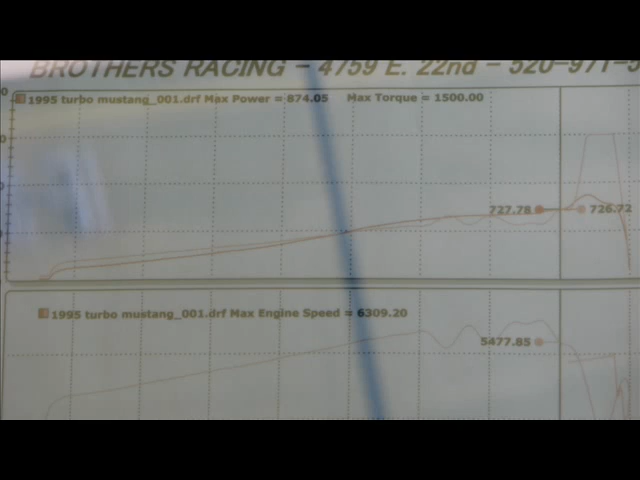 BROTHERS RACING - 4759 E. 22nd - 520-971-5
1995 turbo mustang_001.drf Max Power = 874.05 Max Torque = 1500.00
727.78 726.72
1995 turbo mustang_001.drf Max Engine Speed = 6309.20
5477.85